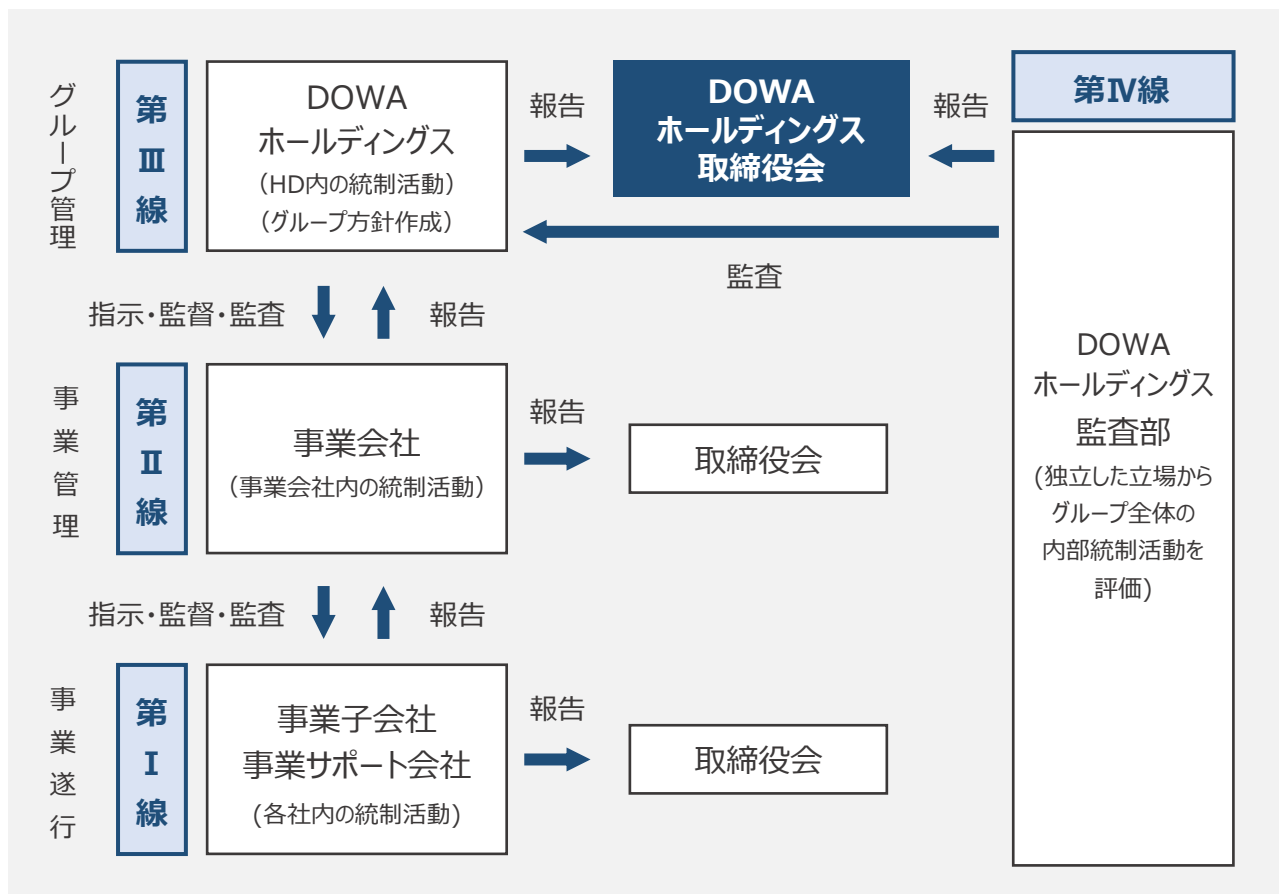 グループ管理
第Ⅲ線
DOWA
ホールディングス
（HD内の統制活動）
（グループ方針作成）
報告
DOWA
ホールディングス
取締役会
報告
第Ⅳ線
監査
指示・監督・監査
報告
事業管理
第Ⅱ線
事業会社
（事業会社内の統制活動）
報告
取締役会
DOWA
ホールディングス
監査部
(独立した立場から
グループ全体の
内部統制活動を
評価)
指示・監督・監査
報告
事業遂行
第Ⅰ線
事業子会社
事業サポート会社
(各社内の統制活動)
報告
取締役会